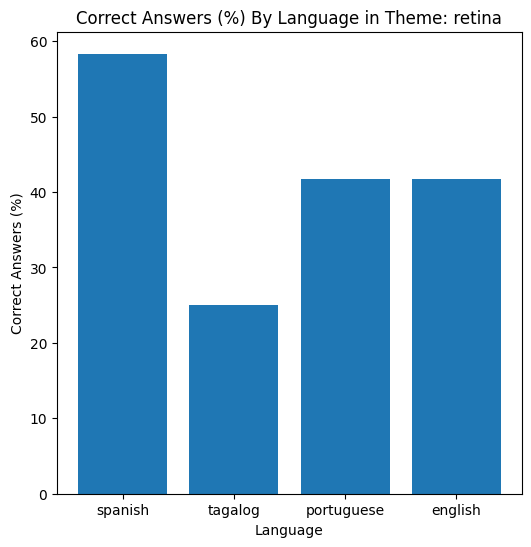 Correct Answers (%) By Language in Theme: retina
60
50
40
30
20
10
0
Correct Answers (%)
spanish tagalog portuguese english
Language